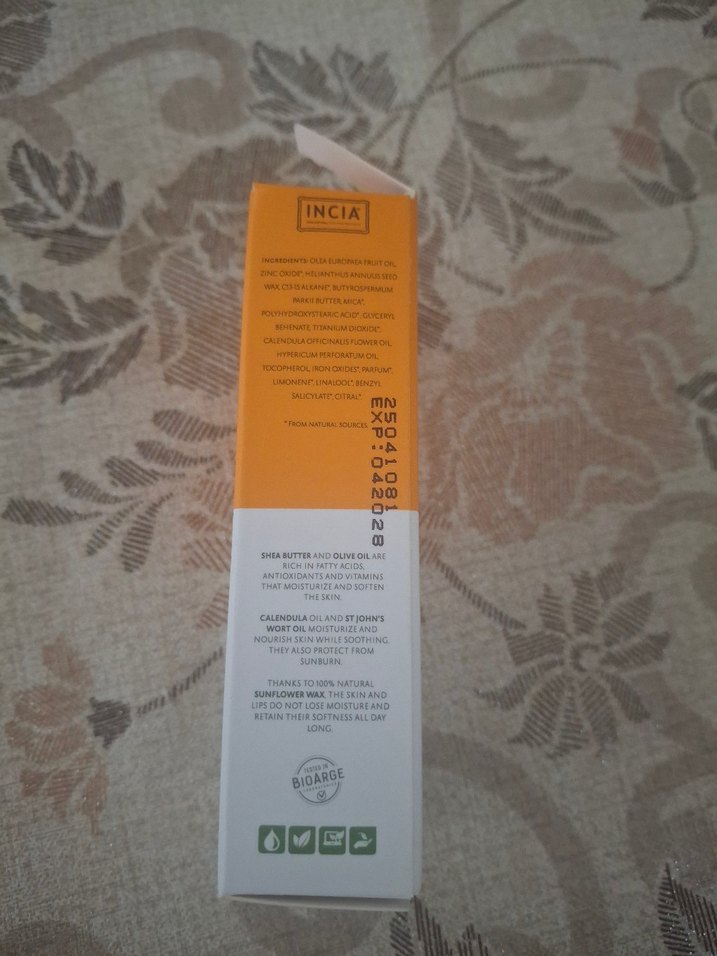 INCIA
INGREDIENTS: OLEA EUROPAEA FRUIT OIL,
ZINC OXIDE*, HELIANTHUS ANNUUS SEED
WAX, C13-15 ALKANE*, BUTYROSPERMUM
PARKII BUTTER, MICA*,
POLYHYDROXYSTEARIC ACID*, GLYCERYL
BEHENATE, TITANIUM DIOXIDE*,
CALENDULA OFFICINALIS FLOWER OIL,
HYPERICUM PERFORATUM OIL,
TOCOPHEROL, IRON OXIDES*, PARFUM*,
LIMONENE*, LINALOOL*, BENZYL
SALICYLATE*, CITRAL*
* FROM NATURAL SOURCES.
25041081
EXP:042028
SHEA BUTTER AND OLIVE OIL ARE
RICH IN FATTY ACIDS,
ANTIOXIDANTS AND VITAMINS
THAT MOISTURIZE AND SOFTEN
THE SKIN.
CALENDULA OIL AND ST JOHN'S
WORT OIL MOISTURIZE AND
NOURISH SKIN WHILE SOOTHING.
THEY ALSO PROTECT FROM
SUNBURN.
THANKS TO 100% NATURAL
SUNFLOWER WAX, THE SKIN AND
LIPS DO NOT LOSE MOISTURE AND
RETAIN THEIR SOFTNESS ALL DAY
LONG.
TESTED IN
BIOARGE
LABORATORIES